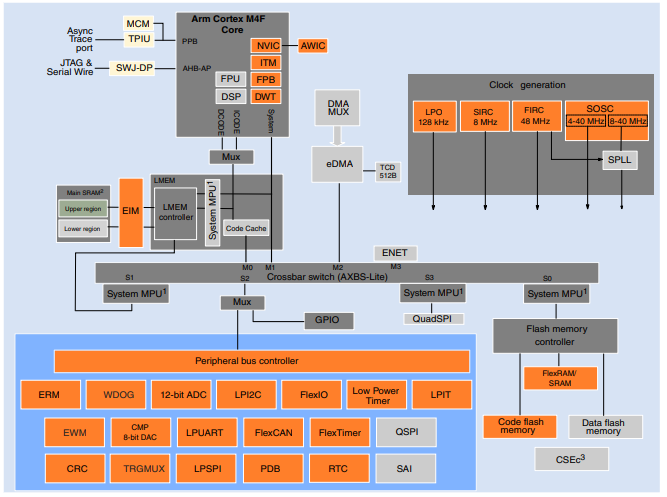 Arm Cortex M4F
Core
MCM
Async
Trace
port
TPIU
PPB
NVIC
AWIC
JTAG &
Serial Wire
SWJ-DP
AHB-AP
ITM
FPU
FPB
DSP
DWT
DCODE
ICODE
System
Mux
DMA
MUX
eDMA
TCD
512B
Clock generation
LPO
128 kHz
SIRC
8 MHz
FIRC
48 MHz
SOSC
4-40 MHz
8-40 MHz
SPLL
Main SRAM2
Upper region
Lower region
EIM
LMEM
LMEM
controller
System MPU1
Code Cache
ENET
M0
M1
M2
M3
S1
S2
Crossbar switch (AXBS-Lite)
S3
S0
System MPU1
Mux
System MPU1
System MPU1
GPIO
QuadSPI
Flash memory
controller
FlexRAM/
SRAM
Code flash
memory
Data flash
memory
CSEc3
Peripheral bus controller
ERM
WDOG
12-bit ADC
LPI2C
FlexIO
Low Power
Timer
LPIT
EWM
CMP
8-bit DAC
LPUART
FlexCAN
FlexTimer
QSPI
CRC
TRGMUX
LPSPI
PDB
RTC
SAI